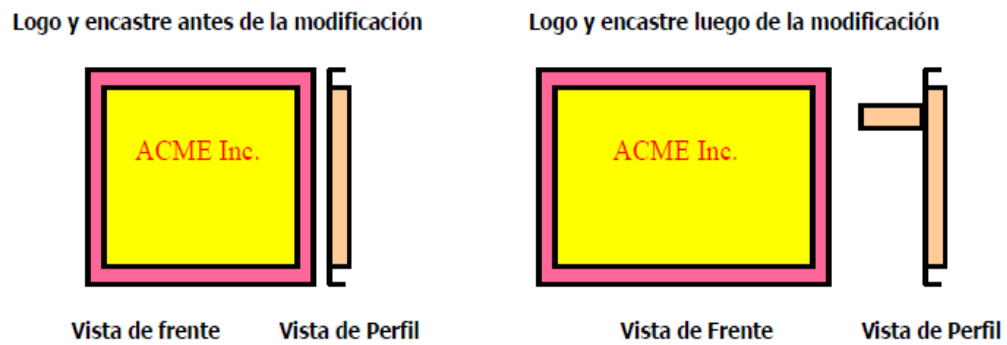 Logo y encastre antes de la modificación
Logo y encastre luego de la modificación
ACME Inc.
ACME Inc.
Vista de frente
Vista de Perfil
Vista de Frente
Vista de Perfil